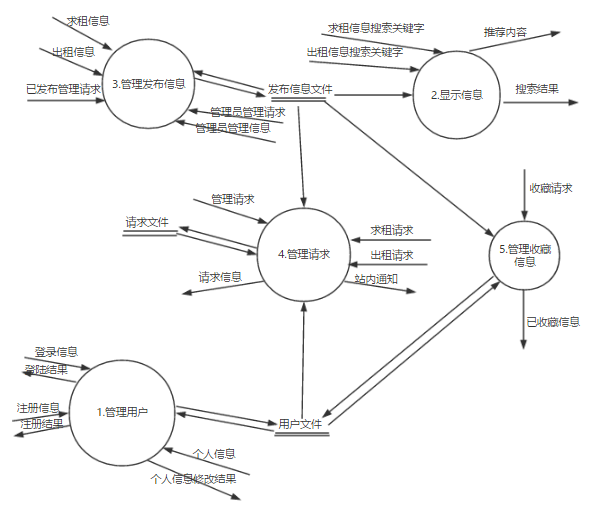 求租信息
出租信息
已发布管理请求
3.管理发布信息
发布信息文件
管理员管理请求
管理员管理信息
求租信息搜索关键字
出租信息搜索关键字
推荐内容
2.显示信息
搜索结果
管理请求
请求文件
4.管理请求
求租请求
出租请求
请求信息
站内通知
收藏请求
5.管理收藏
信息
已收藏信息
登录信息
登陆结果
注册信息
注册结果
1.管理用户
用户文件
个人信息
个人信息修改结果